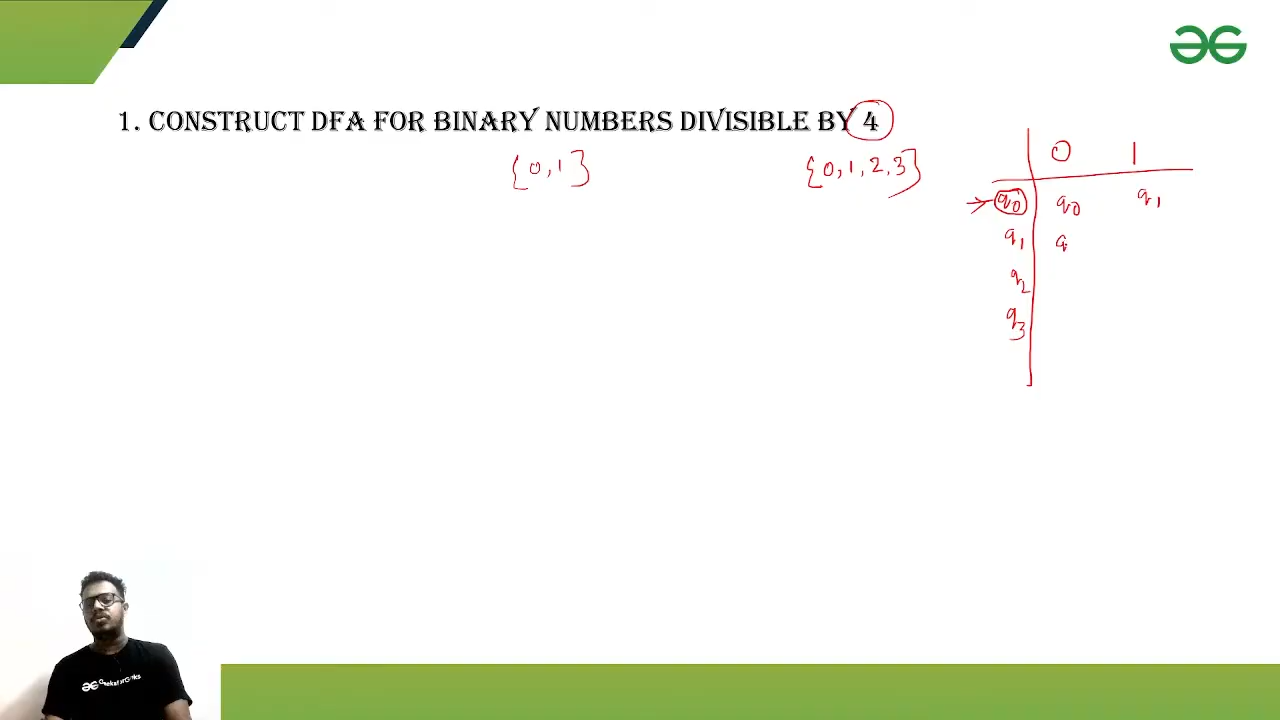 1. CONSTRUCT DFA FOR BINARY NUMBERS DIVISIBLE BY 4
{0,1} {0,1,2,3}
0 1
q0 q0 q1
q1 q
q2
q3